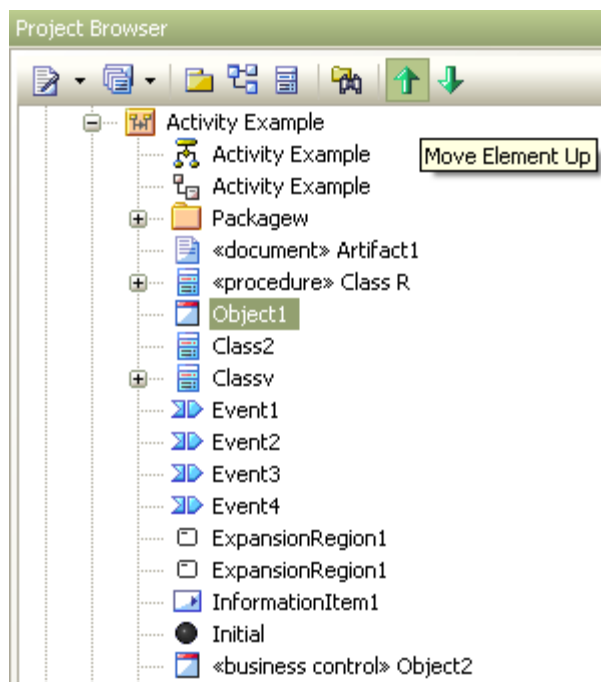 Project Browser
Activity Example
Activity Example
Move Element Up
Activity Example
Packagew
«document» Artifact1
«procedure» Class R
Object1
Class2
Classv
Event1
Event2
Event3
Event4
ExpansionRegion1
ExpansionRegion1
InformationItem1
Initial
«business control» Object2